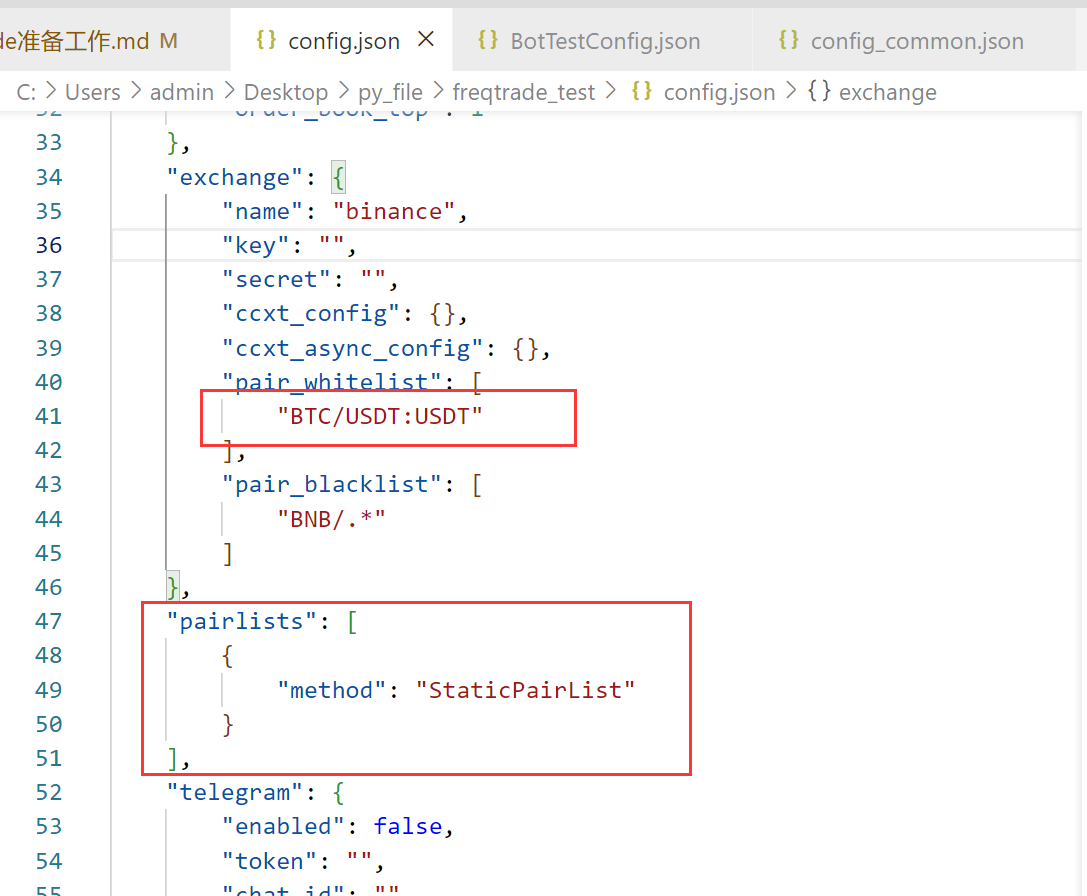 de准备工作.md M
{} config.json × {} BotTestConfig.json {} config_common.json
C: > Users > admin > Desktop > py_file > freqtrade_test > {} config.json > {} exchange
32 "order_book_top": 1
33 },
34 "exchange": {
35 "name": "binance",
36 "key": "",
37 "secret": "",
38 "ccxt_config": {},
39 "ccxt_async_config": {},
40 "pair_whitelist": [
41 "BTC/USDT:USDT"
42 ],
43 "pair_blacklist": [
44 "BNB/.*"
45 ]
46 },
47 "pairlists": [
48 {
49 "method": "StaticPairList"
50 }
51 ],
52 "telegram": {
53 "enabled": false,
54 "token": "",
55 "chat_id": ""